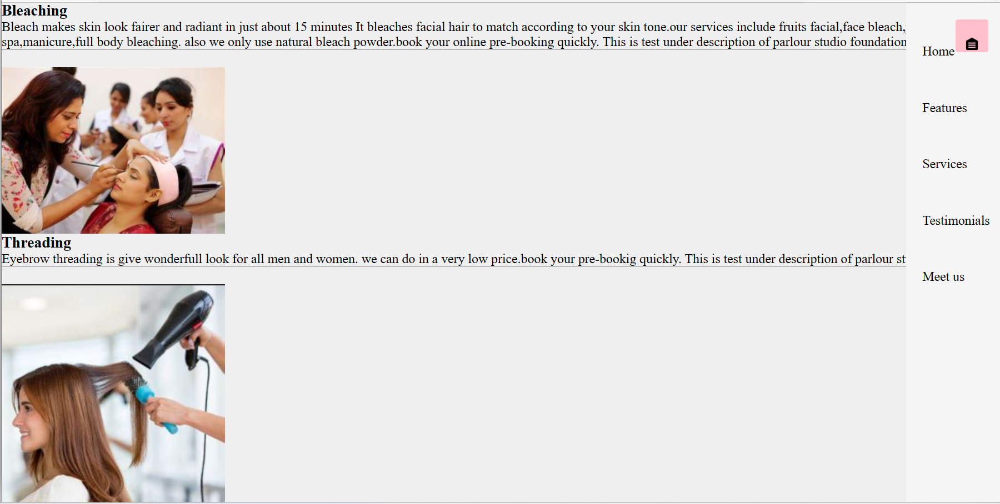 Bleaching
Bleach makes skin look fairer and radiant in just about 15 minutes It bleaches facial hair to match according to your skin tone.our services include fruits facial,face bleach,
spa,manicure,full body bleaching. also we only use natural bleach powder.book your online pre-booking quickly. This is test under description of parlour studio foundation
Home
Features
Services
Testimonials
Threading
Eyebrow threading is give wonderfull look for all men and women. we can do in a very low price.book your pre-bookig quickly. This is test under description of parlour
Meet us